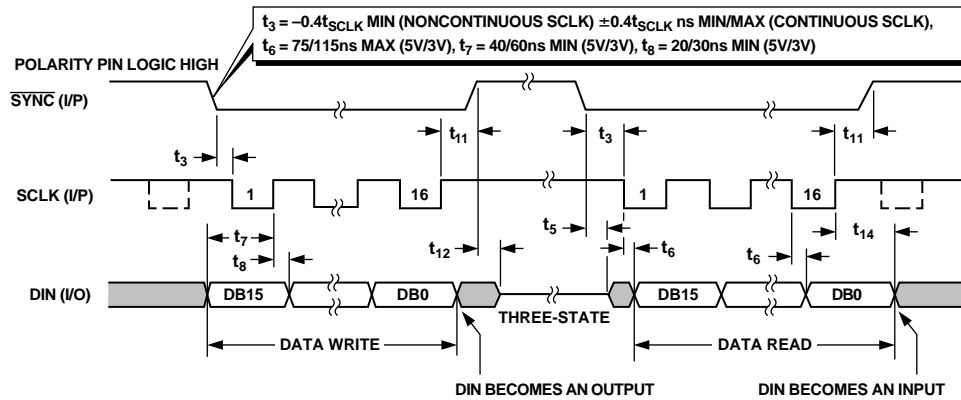 t3 = –0.4tSCLK MIN (NONCONTINUOUS SCLK) ±0.4tSCLK ns MIN/MAX (CONTINUOUS SCLK),
t6 = 75/115ns MAX (5V/3V), t7 = 40/60ns MIN (5V/3V), t8 = 20/30ns MIN (5V/3V)
POLARITY PIN LOGIC HIGH
SYNC (I/P)
t3
t11
t3
t11
SCLK (I/P)
1
16
1
16
t7
t8
t12
t5
t6
t6
t14
DIN (I/O)
DB15
DB0
THREE-STATE
DB15
DB0
DATA WRITE
DATA READ
DIN BECOMES AN OUTPUT
DIN BECOMES AN INPUT